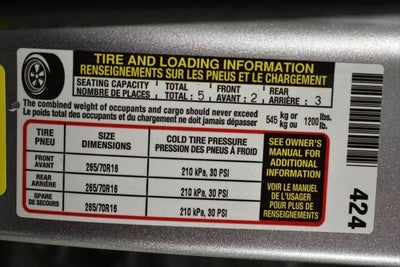 TIRE AND LOADING INFORMATION
RENSEIGNEMENTS SUR LES PNEUS ET LE CHARGEMENT
SEATING CAPACITY TOTAL FRONT REAR
NOMBRE DE PLACES TOTAL: 5 AVANT: 2 ARRIÈRE: 3
The combined weight of occupants and cargo should never exceed 545 kg or 1200 lbs.
Le poids total des occupants et du chargement ne doit jamais dépasser kg ou lb.
TIRE SIZE COLD TIRE PRESSURE
PNEU DIMENSIONS PRESSION DES PNEUS À FROID
FRONT
AVANT 265/70R16 210 kPa, 30 PSI
REAR
ARRIÈRE 265/70R16 210 kPa, 30 PSI
SPARE
DE SECOURS 265/70R16 210 kPa, 30 PSI
SEE OWNER'S
MANUAL FOR
ADDITIONAL
INFORMATION
VOIR LE MANUEL
DE L'USAGER
POUR PLUS DE
RENSEIGNEMENTS
424